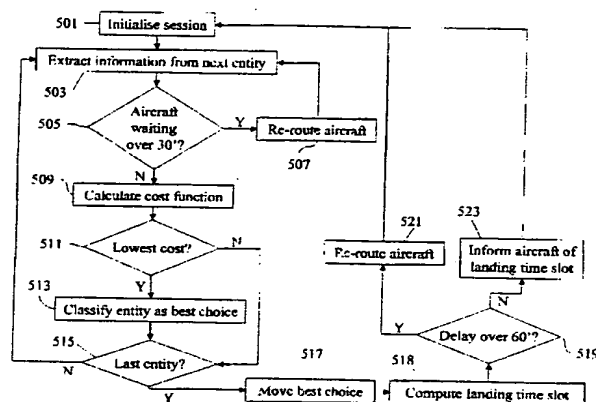 501
Initialise session
Extract information from next entity
503
505
Aircraft
waiting
over 30'?
Y
Re-route aircraft
507
N
509
Calculate cost function
511
Lowest cost?
N
Y
513
Classify entity as best choice
515
Last entity?
N
Y
517
Move best choice
518
Compute landing time slot
519
Delay over 60'?
Y
N
521
Re-route aircraft
523
Inform aircraft of
landing time slot